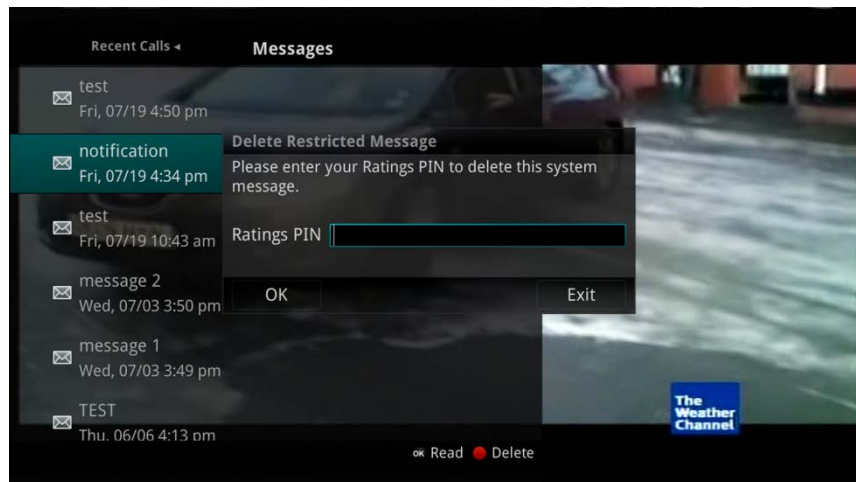 Recent Calls
Messages
test
Fri, 07/19 4:50 pm
notification
Fri, 07/19 4:34 pm
test
Fri, 07/19 10:43 am
message 2
Wed, 07/03 3:50 pm
message 1
Wed, 07/03 3:49 pm
TEST
Thu, 06/06 4:13 pm
Delete Restricted Message
Please enter your Ratings PIN to delete this system
message.
Ratings PIN
OK
Exit
The
Weather
Channel
OK Read Delete